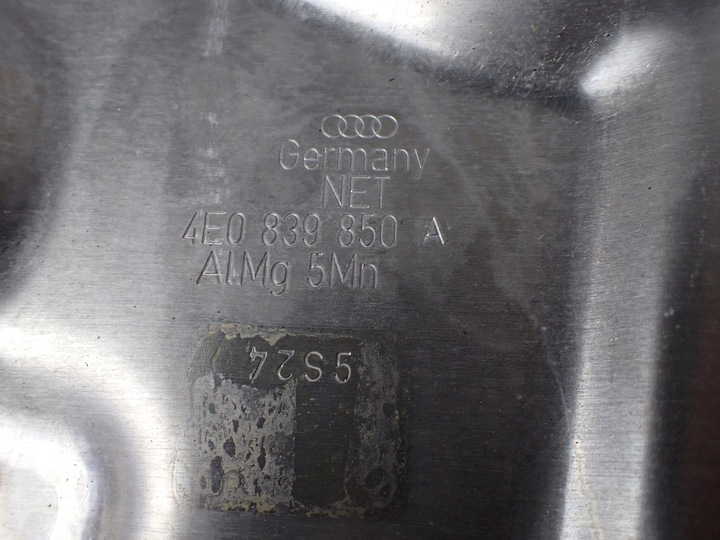 Germany
NET
4E0 839 850 A
AlMg 5Mn
5S24